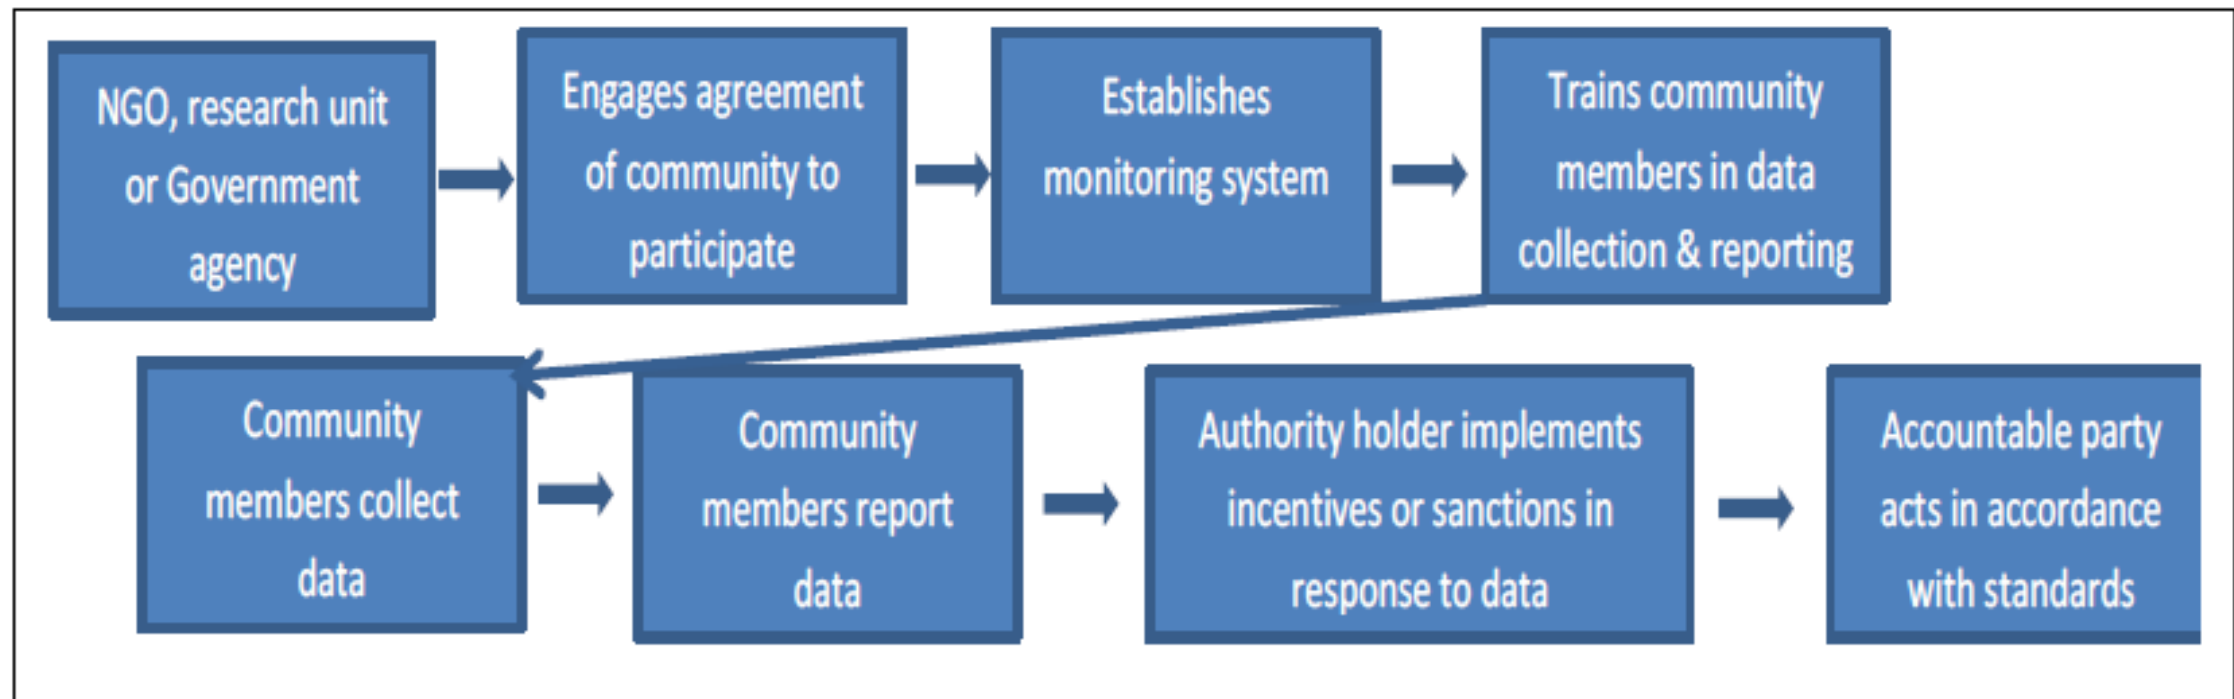 NGO, research unit
or Government
agency
Engages agreement
of community to
participate
Establishes
monitoring system
Trains community
members in data
collection & reporting
Community
members collect
data
Community
members report
data
Authority holder implements
incentives or sanctions in
response to data
Accountable party
acts in accordance
with standards